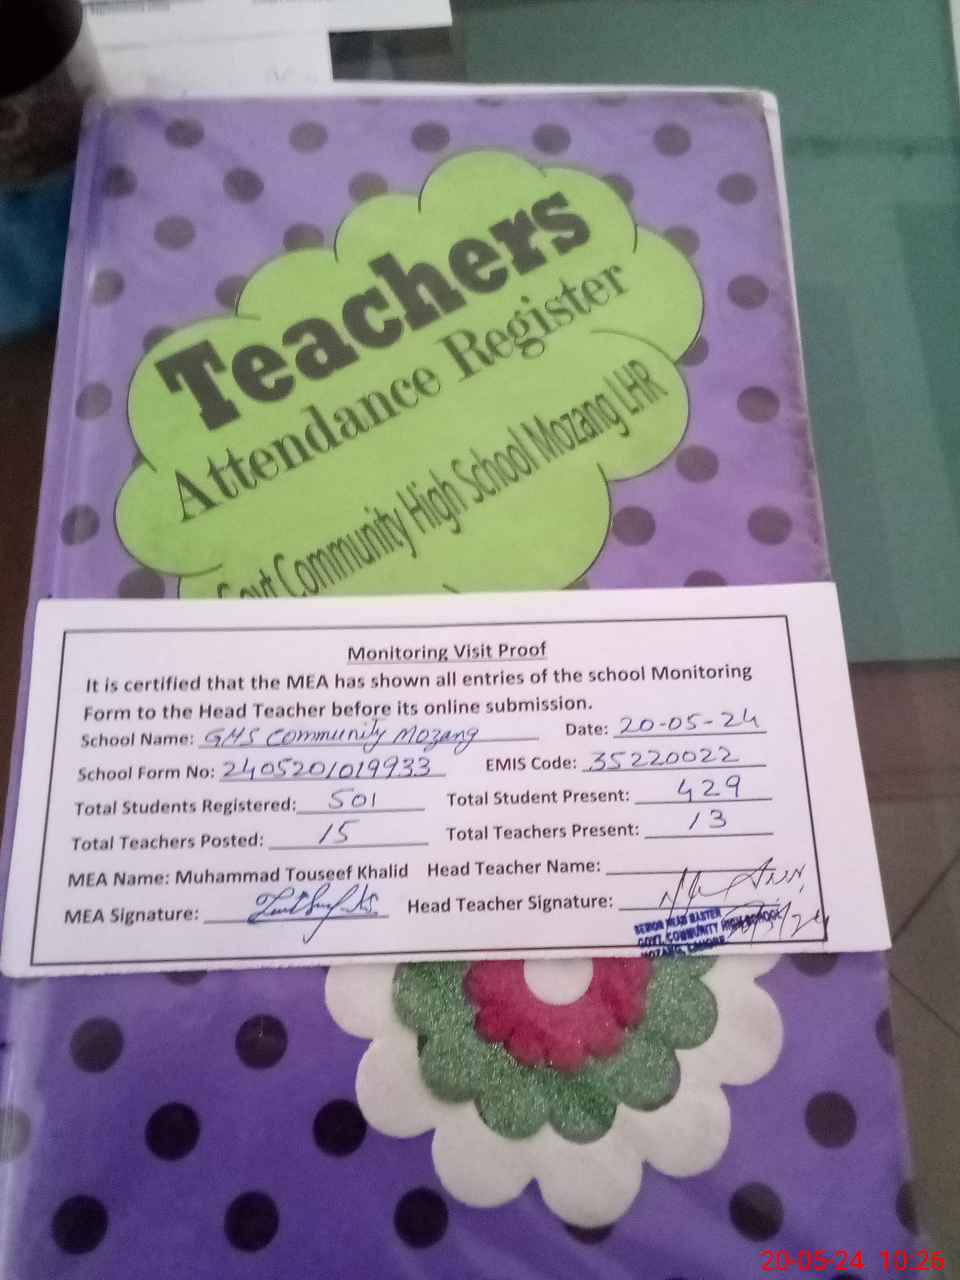 Teachers
Attendance Register
Govt Community High School Mozang LHR
Monitoring Visit Proof
It is certified that the MEA has shown all entries of the school Monitoring
Form to the Head Teacher before its online submission.
School Name: GHS Community Mozang Date: 20-05-24
School Form No: 2405201019933 EMIS Code: 35220022
Total Students Registered: 501 Total Student Present: 429
Total Teachers Posted: 15 Total Teachers Present: 13
MEA Name: Muhammad Touseef Khalid Head Teacher Name:
MEA Signature: Head Teacher Signature:
SENIOR HEAD MASTER
GOVT. COMMUNITY HIGH SCHOOL
MOZANG, LAHORE
20-05-24 10:26